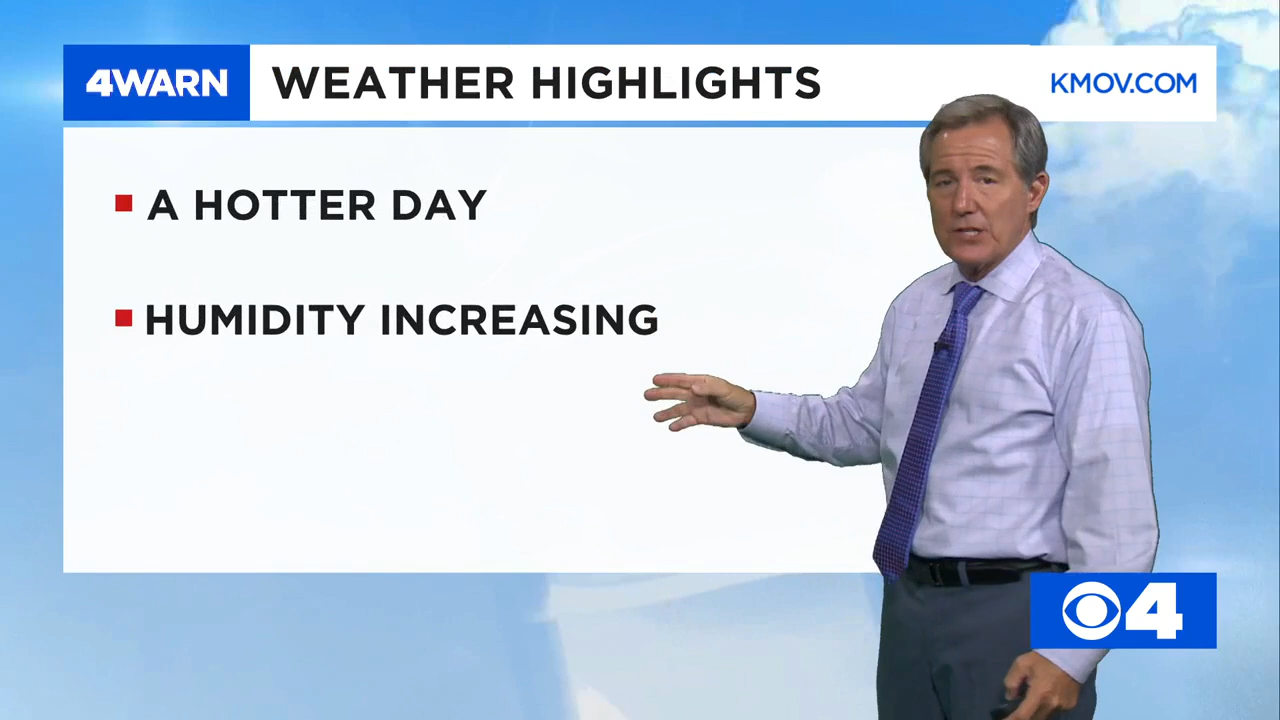 4WARN WEATHER HIGHLIGHTS KMOV.COM
A HOTTER DAY
HUMIDITY INCREASING
4